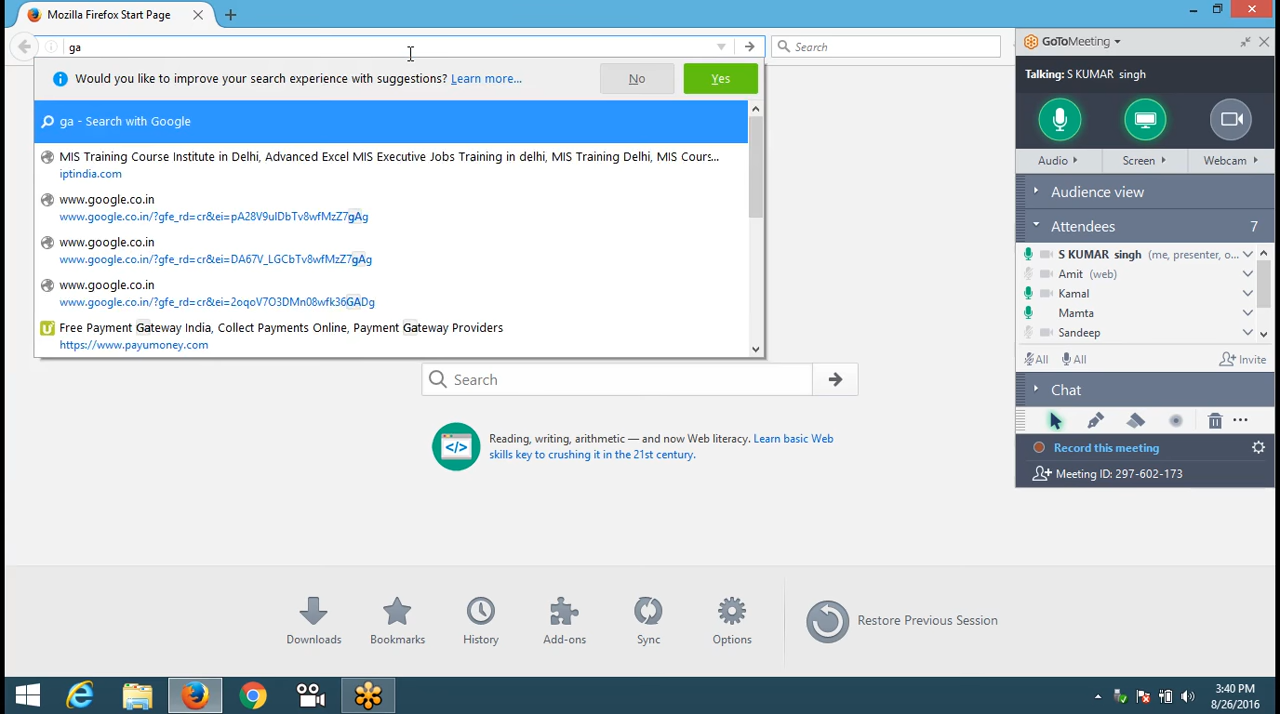 Mozilla Firefox Start Page
ga
Search
Would you like to improve your search experience with suggestions? Learn more...
No
Yes
ga - Search with Google
MIS Training Course Institute in Delhi, Advanced Excel MIS Executive Jobs Training in delhi, MIS Training Delhi, MIS Cours...
iptindia.com
www.google.co.in
www.google.co.in/?gfe_rd=cr&ei=pA28V9uIDbTv8wfMzZ7gAg
www.google.co.in
www.google.co.in/?gfe_rd=cr&ei=DA67V_LGCbTv8wfMzZ7gAg
www.google.co.in
www.google.co.in/?gfe_rd=cr&ei=2oqoV7O3DMn08wfk36GADg
Free Payment Gateway India, Collect Payments Online, Payment Gateway Providers
https://www.payumoney.com
Search
Reading, writing, arithmetic — and now Web literacy. Learn basic Web
skills key to crushing it in the 21st century.
Downloads
Bookmarks
History
Add-ons
Sync
Options
Restore Previous Session
GoToMeeting
Talking: S KUMAR singh
Audio
Screen
Webcam
Audience view
Attendees 7
S KUMAR singh (me, presenter, o...
Amit (web)
Kamal
Mamta
Sandeep
All
All
Invite
Chat
Record this meeting
Meeting ID: 297-602-173
3:40 PM
8/26/2016